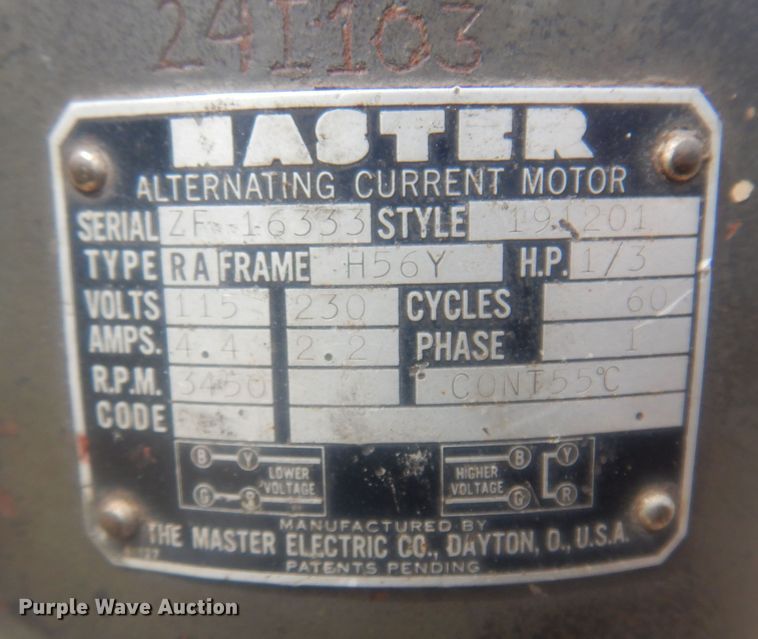 24I103
MASTER
ALTERNATING CURRENT MOTOR
SERIAL ZF 16333 STYLE 191201
TYPE RA FRAME H56Y H.P. 1/3
VOLTS 115 230 CYCLES 60
AMPS. 4.4 2.2 PHASE 1
R.P.M. 3450 CONT 55°C
CODE
B Y LOWER VOLTAGE HIGHER VOLTAGE B Y
G S G R
MANUFACTURED BY
THE MASTER ELECTRIC CO., DAYTON, O., U.S.A.
PATENTS PENDING
Purple Wave Auction